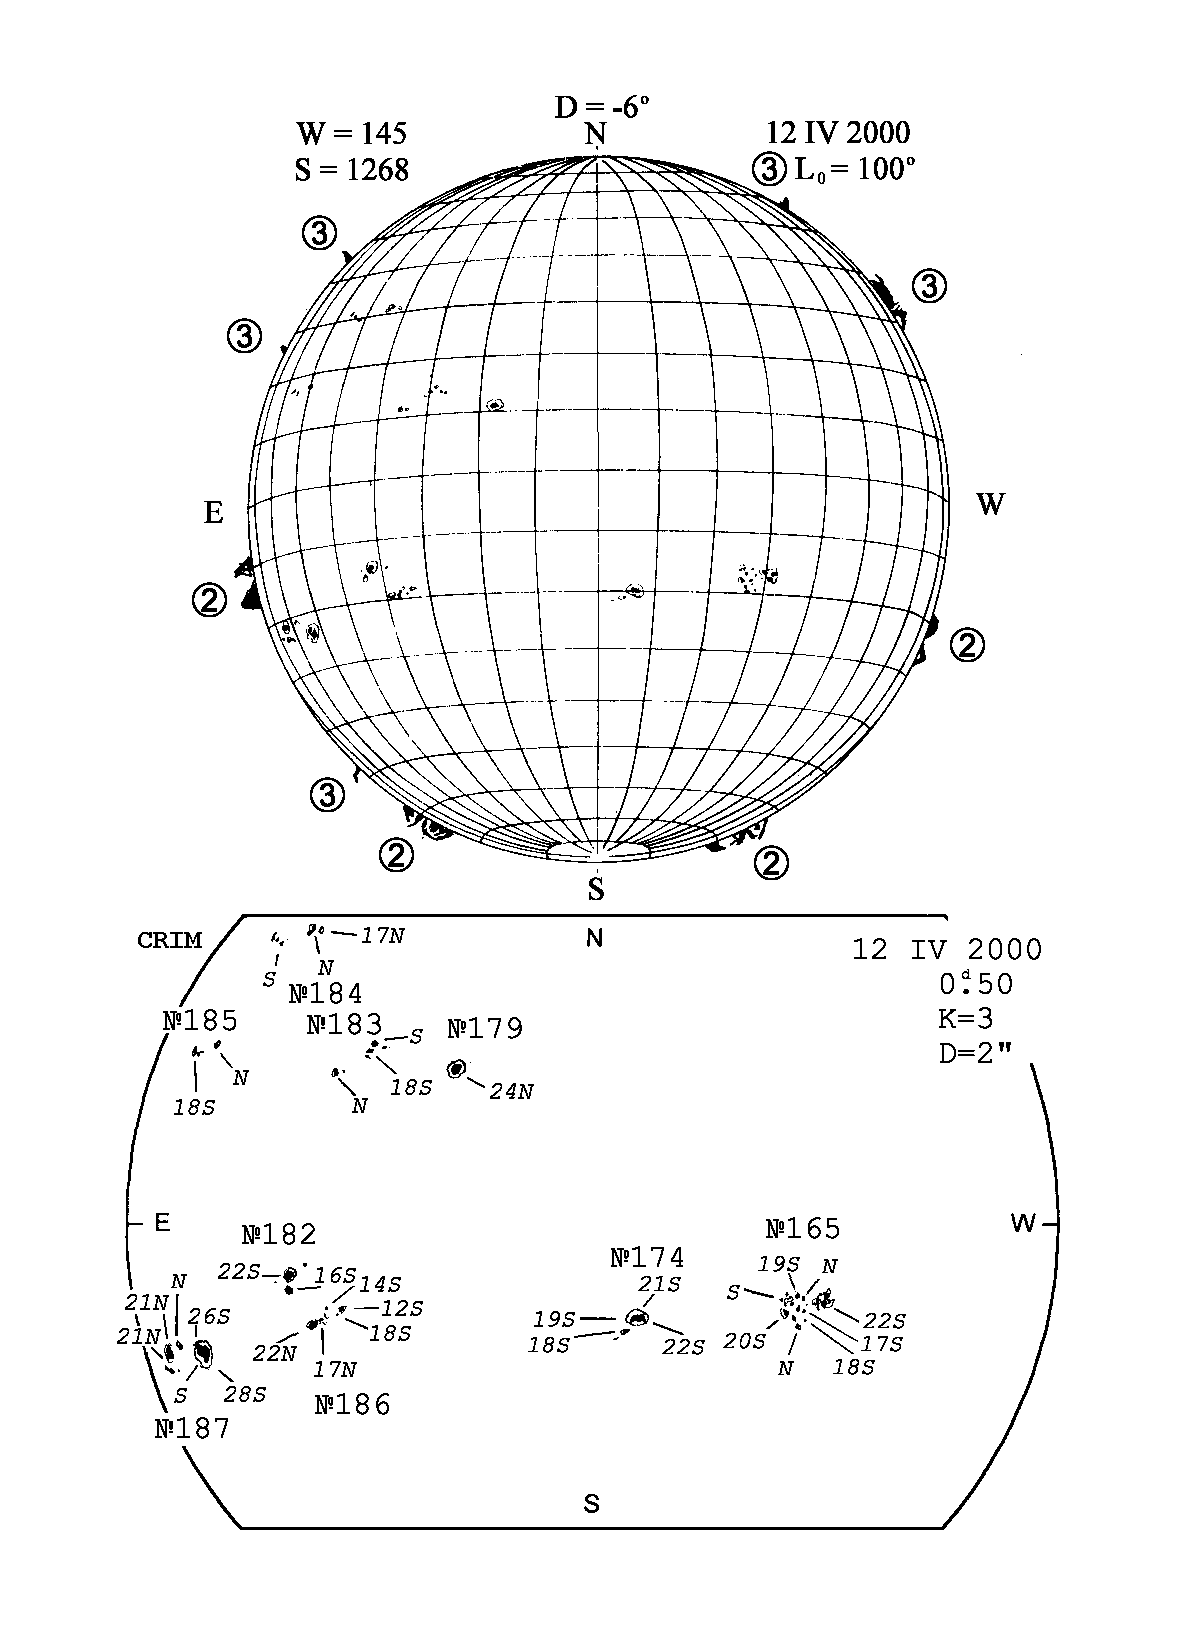 D = -6°
W = 145
N
12 IV 2000
S = 1268
③ L₀ = 100°
③
③
③
E
W
②
②
③
②
②
S
CRIM
N
12 IV 2000
17N
S
N
0ᵈ.50
№184
№185
№183
№179
K=3
S
D=2"
N
18S
24N
18S
N
E
W
№182
№165
№174
22S
16S
14S
21S
19S
N
N
21N
S
26S
12S
19S
22S
21N
18S
18S
22S
20S
17S
22N
17N
N
18S
S
28S
№186
№187
S